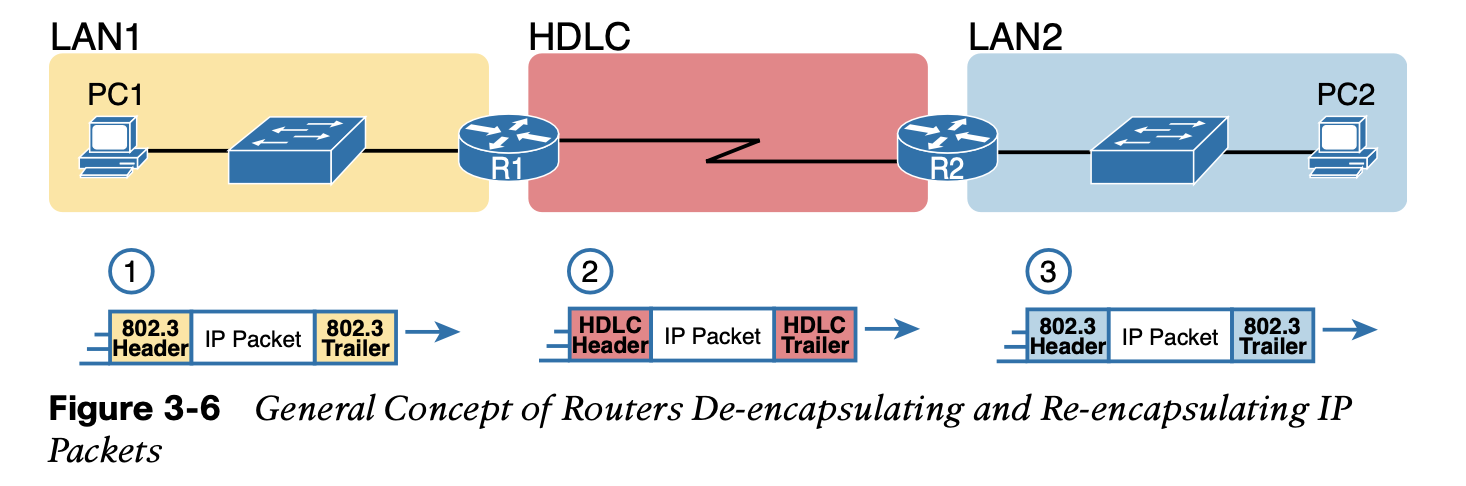 LAN1
HDLC
LAN2
PC1
PC2
R1
R2
1
2
3
802.3
Header
IP Packet
802.3
Trailer
HDLC
Header
IP Packet
HDLC
Trailer
802.3
Header
IP Packet
802.3
Trailer
Figure 3-6 General Concept of Routers De-encapsulating and Re-encapsulating IP
Packets